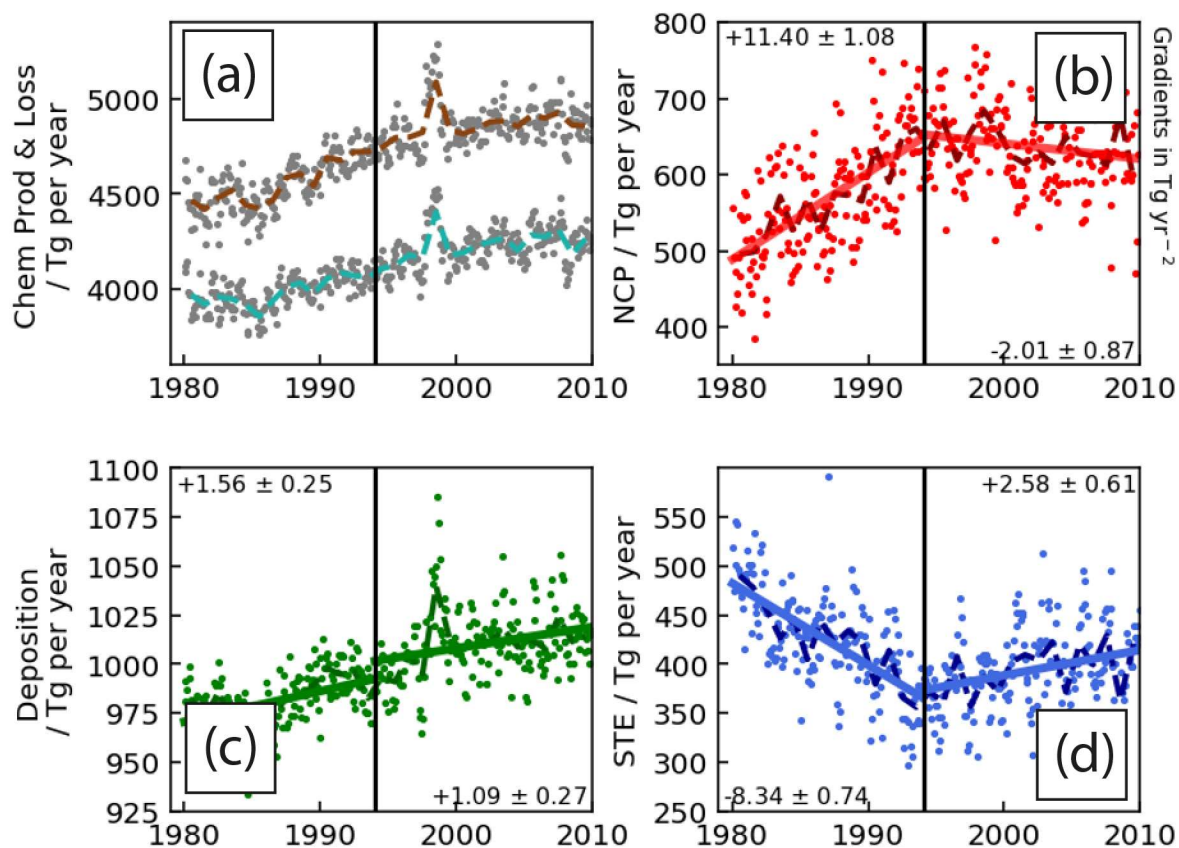 (a)
Chem Prod & Loss
/ Tg per year
5000
4500
4000
1980
1990
2000
2010
+11.40 ± 1.08
(b)
NCP / Tg per year
800
700
600
500
400
-2.01 ± 0.87
1980
1990
2000
2010
Gradients in Tg yr⁻²
+1.56 ± 0.25
Deposition
/ Tg per year
1100
1075
1050
1025
1000
975
950
925
(c)
+1.09 ± 0.27
1980
1990
2000
2010
+2.58 ± 0.61
STE / Tg per year
550
500
450
400
350
300
250
(d)
-8.34 ± 0.74
1980
1990
2000
2010